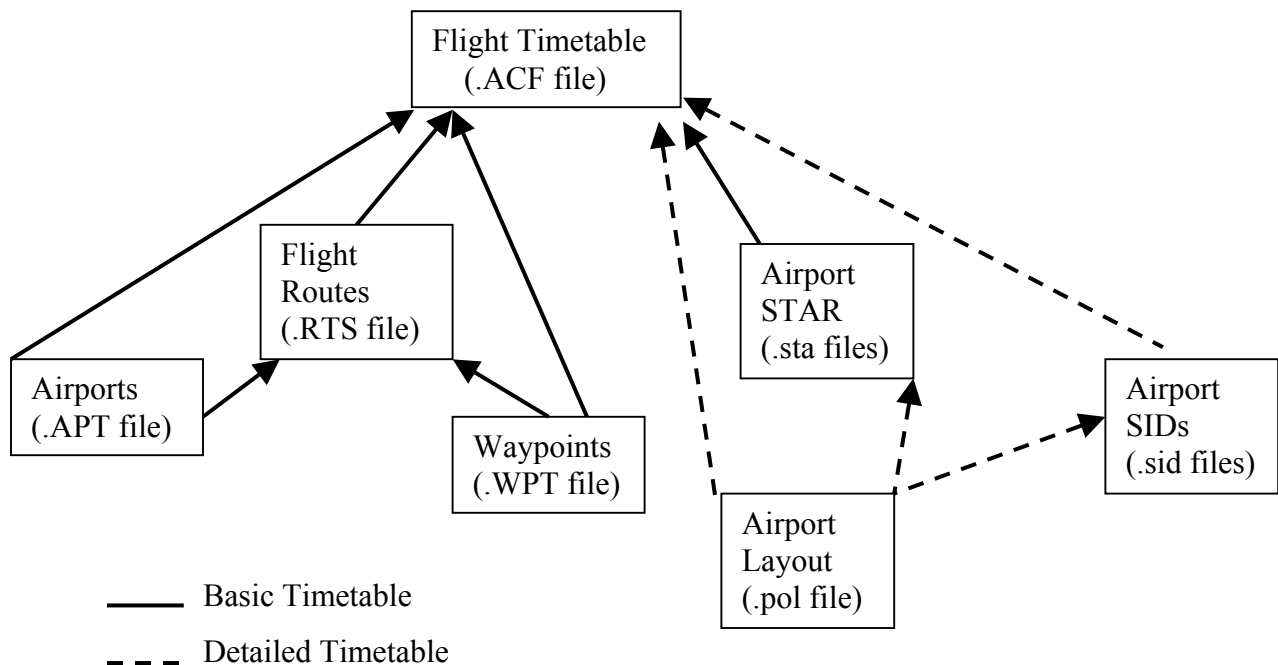 Flight Timetable
(.ACF file)
Flight
Routes
(.RTS file)
Airport
STAR
(.sta files)
Airports
(.APT file)
Airport
SIDs
(.sid files)
Waypoints
(.WPT file)
Airport
Layout
(.pol file)
Basic Timetable
Detailed Timetable